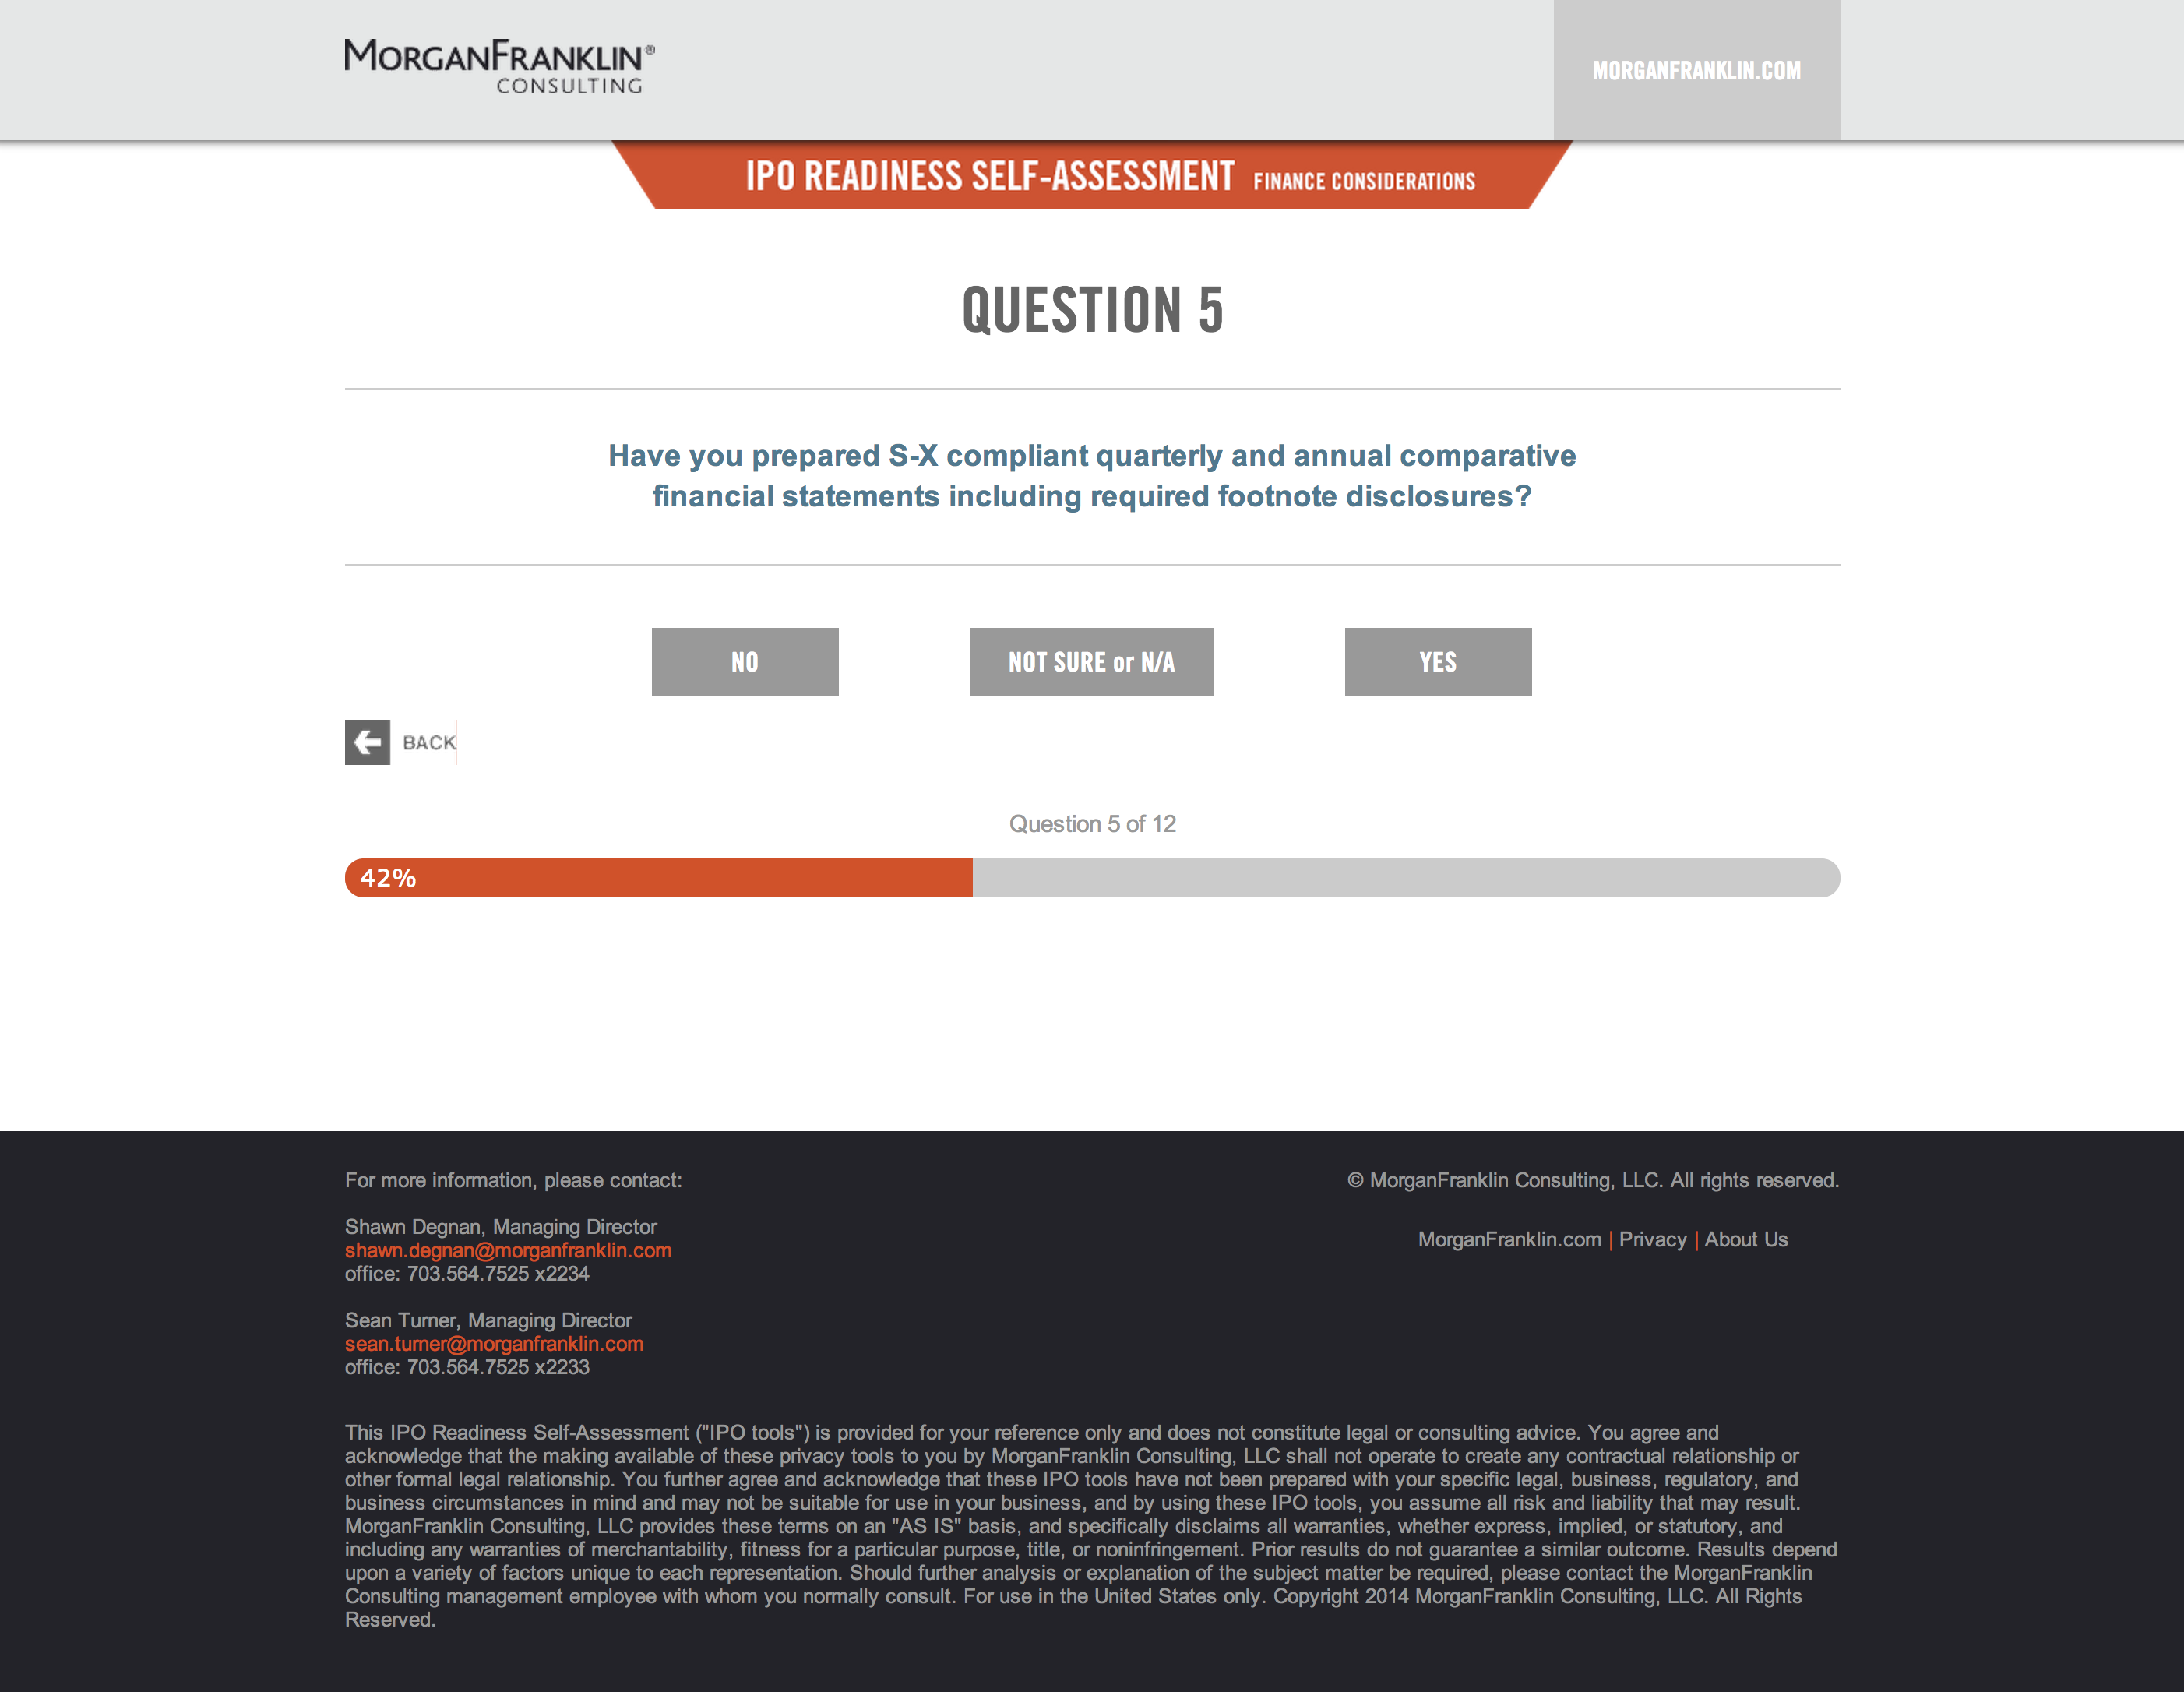 MORGANFRANKLIN®
CONSULTING
MORGANFRANKLIN.COM
IPO READINESS SELF-ASSESSMENT FINANCE CONSIDERATIONS
QUESTION 5
Have you prepared S-X compliant quarterly and annual comparative
financial statements including required footnote disclosures?
NO
NOT SURE or N/A
YES
BACK
Question 5 of 12
42%
For more information, please contact:
Shawn Degnan, Managing Director
shawn.degnan@morganfranklin.com
office: 703.564.7525 x2234
Sean Turner, Managing Director
sean.turner@morganfranklin.com
office: 703.564.7525 x2233
© MorganFranklin Consulting, LLC. All rights reserved.
MorganFranklin.com | Privacy | About Us
This IPO Readiness Self-Assessment ("IPO tools") is provided for your reference only and does not constitute legal or consulting advice. You agree and
acknowledge that the making available of these privacy tools to you by MorganFranklin Consulting, LLC shall not operate to create any contractual relationship or
other formal legal relationship. You further agree and acknowledge that these IPO tools have not been prepared with your specific legal, business, regulatory, and
business circumstances in mind and may not be suitable for use in your business, and by using these IPO tools, you assume all risk and liability that may result.
MorganFranklin Consulting, LLC provides these terms on an "AS IS" basis, and specifically disclaims all warranties, whether express, implied, or statutory, and
including any warranties of merchantability, fitness for a particular purpose, title, or noninfringement. Prior results do not guarantee a similar outcome. Results depend
upon a variety of factors unique to each representation. Should further analysis or explanation of the subject matter be required, please contact the MorganFranklin
Consulting management employee with whom you normally consult. For use in the United States only. Copyright 2014 MorganFranklin Consulting, LLC. All Rights
Reserved.